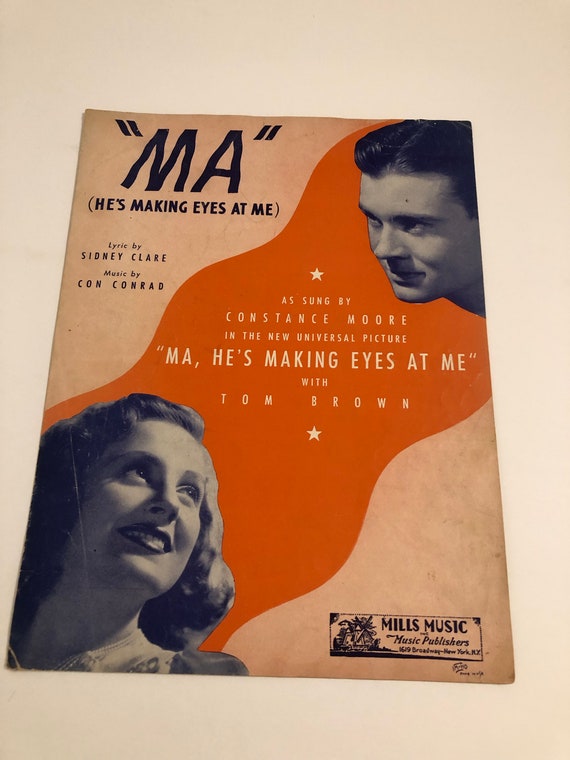 "MA"
(HE'S MAKING EYES AT ME)
Lyric by
SIDNEY CLARE
Music by
CON CONRAD
AS SUNG BY
CONSTANCE MOORE
IN THE NEW UNIVERSAL PICTURE
"MA, HE'S MAKING EYES AT ME"
WITH
TOM BROWN
MILLS MUSIC
Music Publishers
1619 Broadway-New York, N.Y.